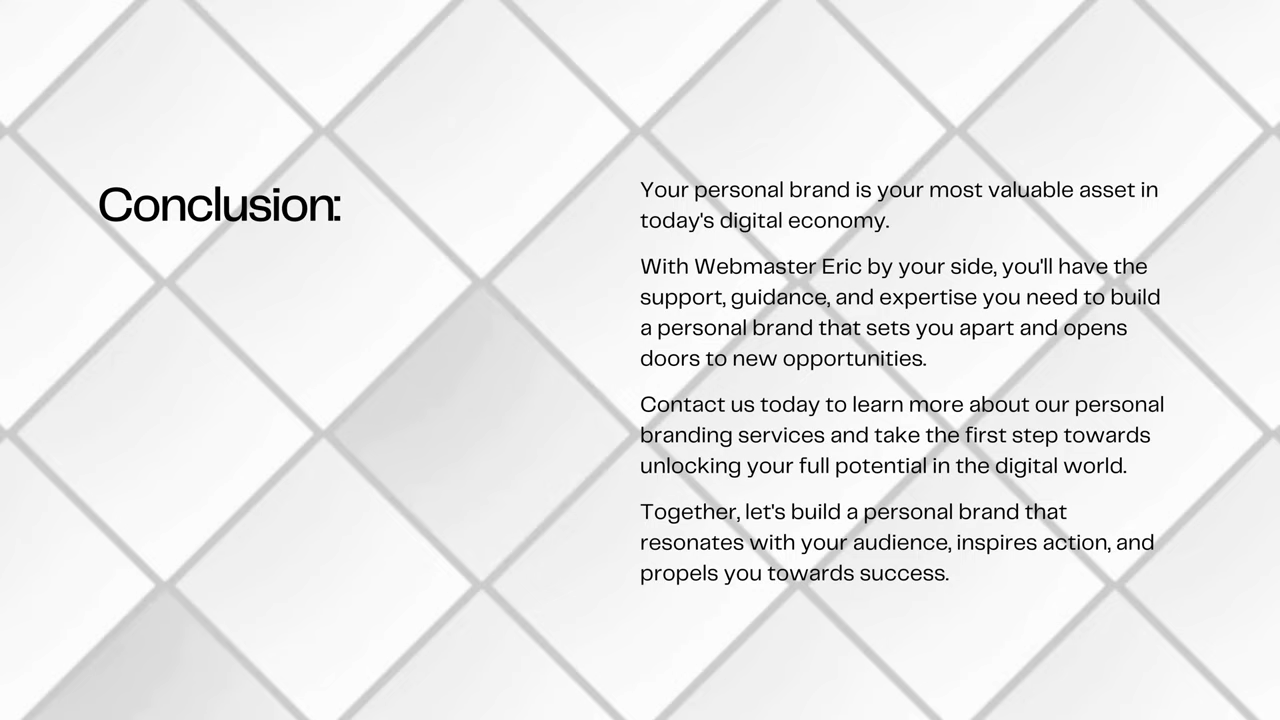 Conclusion:
Your personal brand is your most valuable asset in
today's digital economy.
With Webmaster Eric by your side, you'll have the
support, guidance, and expertise you need to build
a personal brand that sets you apart and opens
doors to new opportunities.
Contact us today to learn more about our personal
branding services and take the first step towards
unlocking your full potential in the digital world.
Together, let's build a personal brand that
resonates with your audience, inspires action, and
propels you towards success.